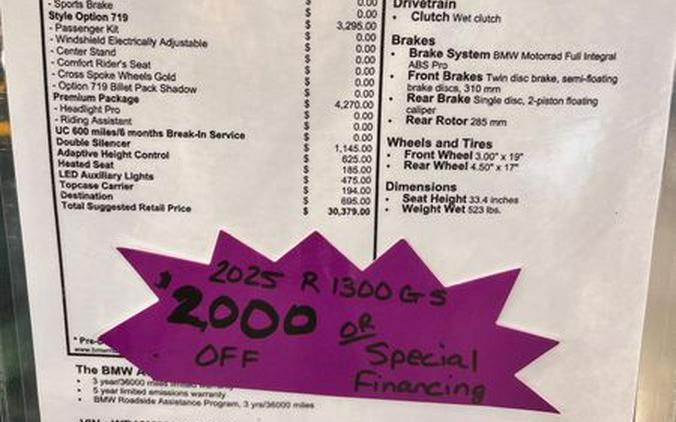 - Sports Brake $ 0.00
Style Option 719 $ 0.00
- Passenger Kit $ 3,295.00
- Windshield Electrically Adjustable $ 0.00
- Center Stand $ 0.00
- Comfort Rider's Seat $ 0.00
- Cross Spoke Wheels Gold $ 0.00
- Option 719 Billet Pack Shadow $ 0.00
Premium Package $ 4,270.00
- Headlight Pro $ 0.00
- Riding Assistant $ 0.00
UC 600 miles/6 months Break-In Service $ 0.00
Double Silencer $ 1,145.00
Adaptive Height Control $ 625.00
Heated Seat $ 185.00
LED Auxiliary Lights $ 475.00
Topcase Carrier $ 194.00
Destination $ 695.00
Total Suggested Retail Price $ 30,379.00
Drivetrain
• Clutch Wet clutch
Brakes
• Brake System BMW Motorrad Full Integral
ABS Pro
• Front Brakes Twin disc brake, semi-floating
brake discs, 310 mm
• Rear Brake Single disc, 2-piston floating
caliper
• Rear Rotor 285 mm
Wheels and Tires
• Front Wheel 3.00" x 19"
• Rear Wheel 4.50" x 17"
Dimensions
• Seat Height 33.4 inches
• Weight Wet 523 lbs.
2025 R 1300 GS
$2,000 OR
OFF Special
Financing
The BMW
• 3 year/36000 miles limited warranty
• 5 year limited emissions warranty
• BMW Roadside Assistance Program, 3 yrs/36000 miles